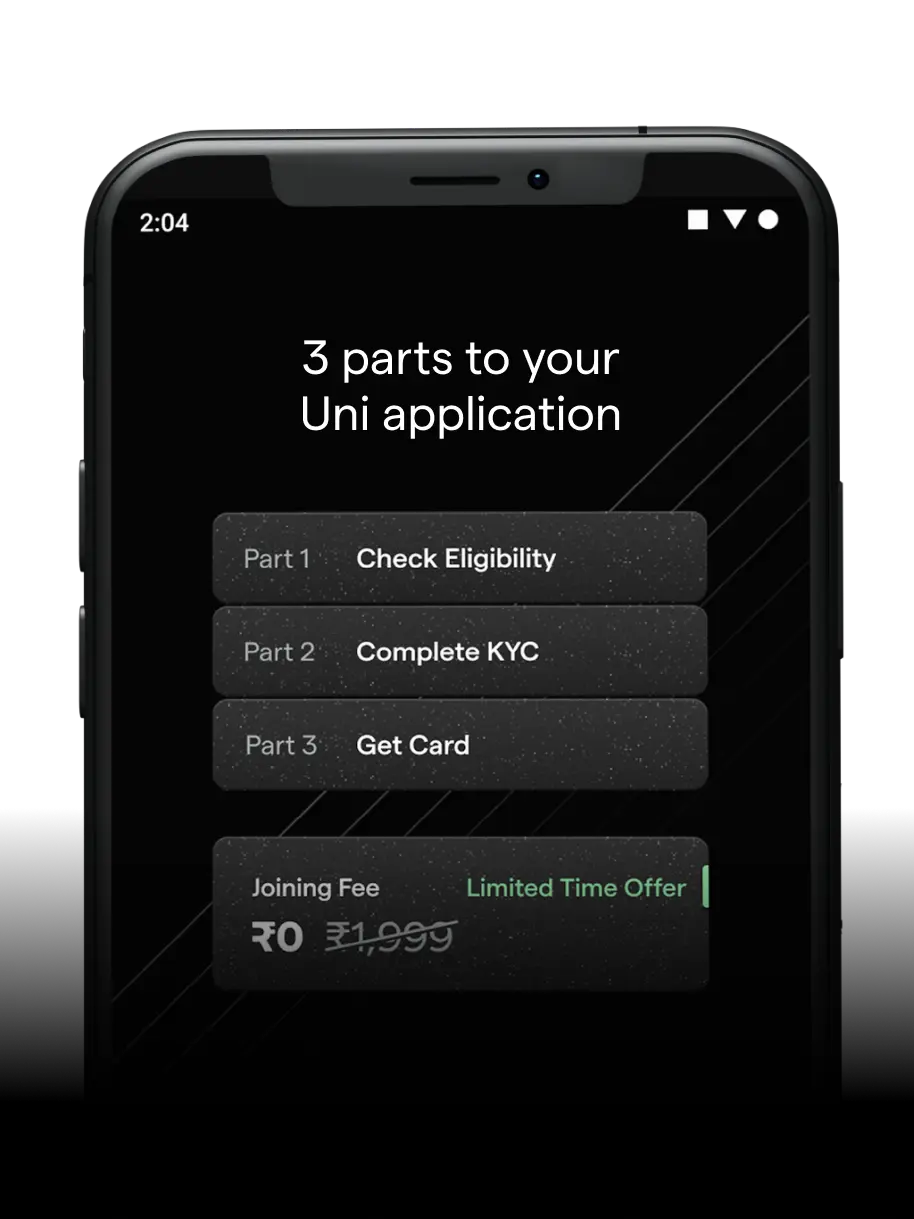 2:04
3 parts to your
Uni application
Part 1 Check Eligibility
Part 2 Complete KYC
Part 3 Get Card
Joining Fee Limited Time Offer
₹0 ₹1,999